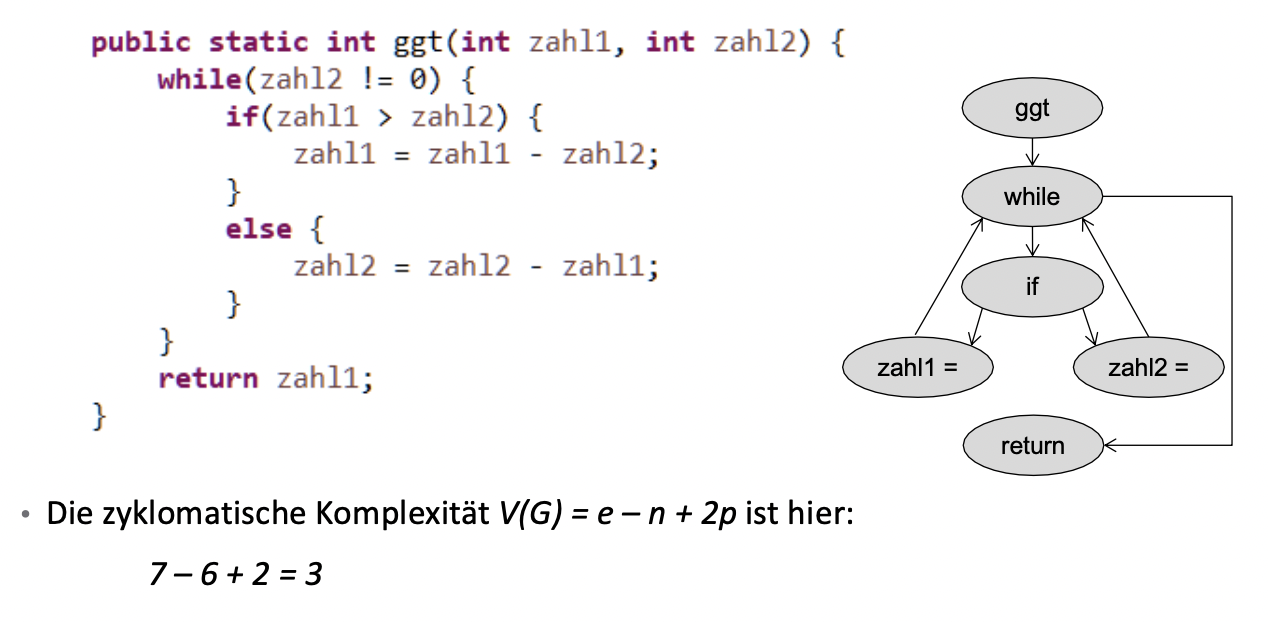 public static int ggt(int zahl1, int zahl2) {
while(zahl2 != 0) {
if(zahl1 > zahl2) {
zahl1 = zahl1 - zahl2;
}
else {
zahl2 = zahl2 - zahl1;
}
}
return zahl1;
}
ggt
while
if
zahl1 =
zahl2 =
return
• Die zyklomatische Komplexität V(G) = e – n + 2p ist hier:
7 – 6 + 2 = 3